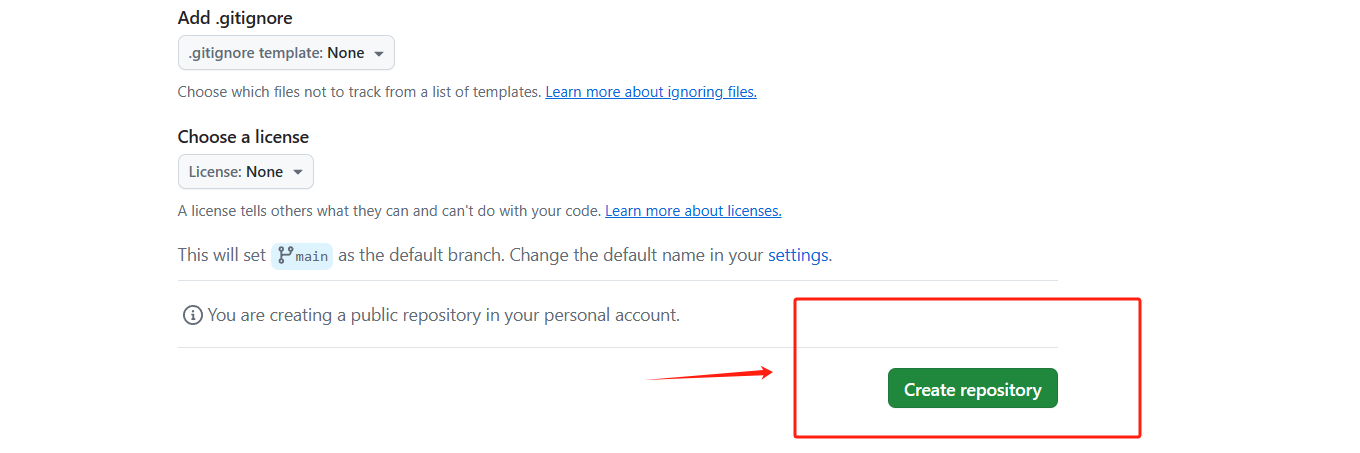 Add .gitignore
.gitignore template: None
Choose which files not to track from a list of templates. Learn more about ignoring files.
Choose a license
License: None
A license tells others what they can and can't do with your code. Learn more about licenses.
This will set main as the default branch. Change the default name in your settings.
You are creating a public repository in your personal account.
Create repository